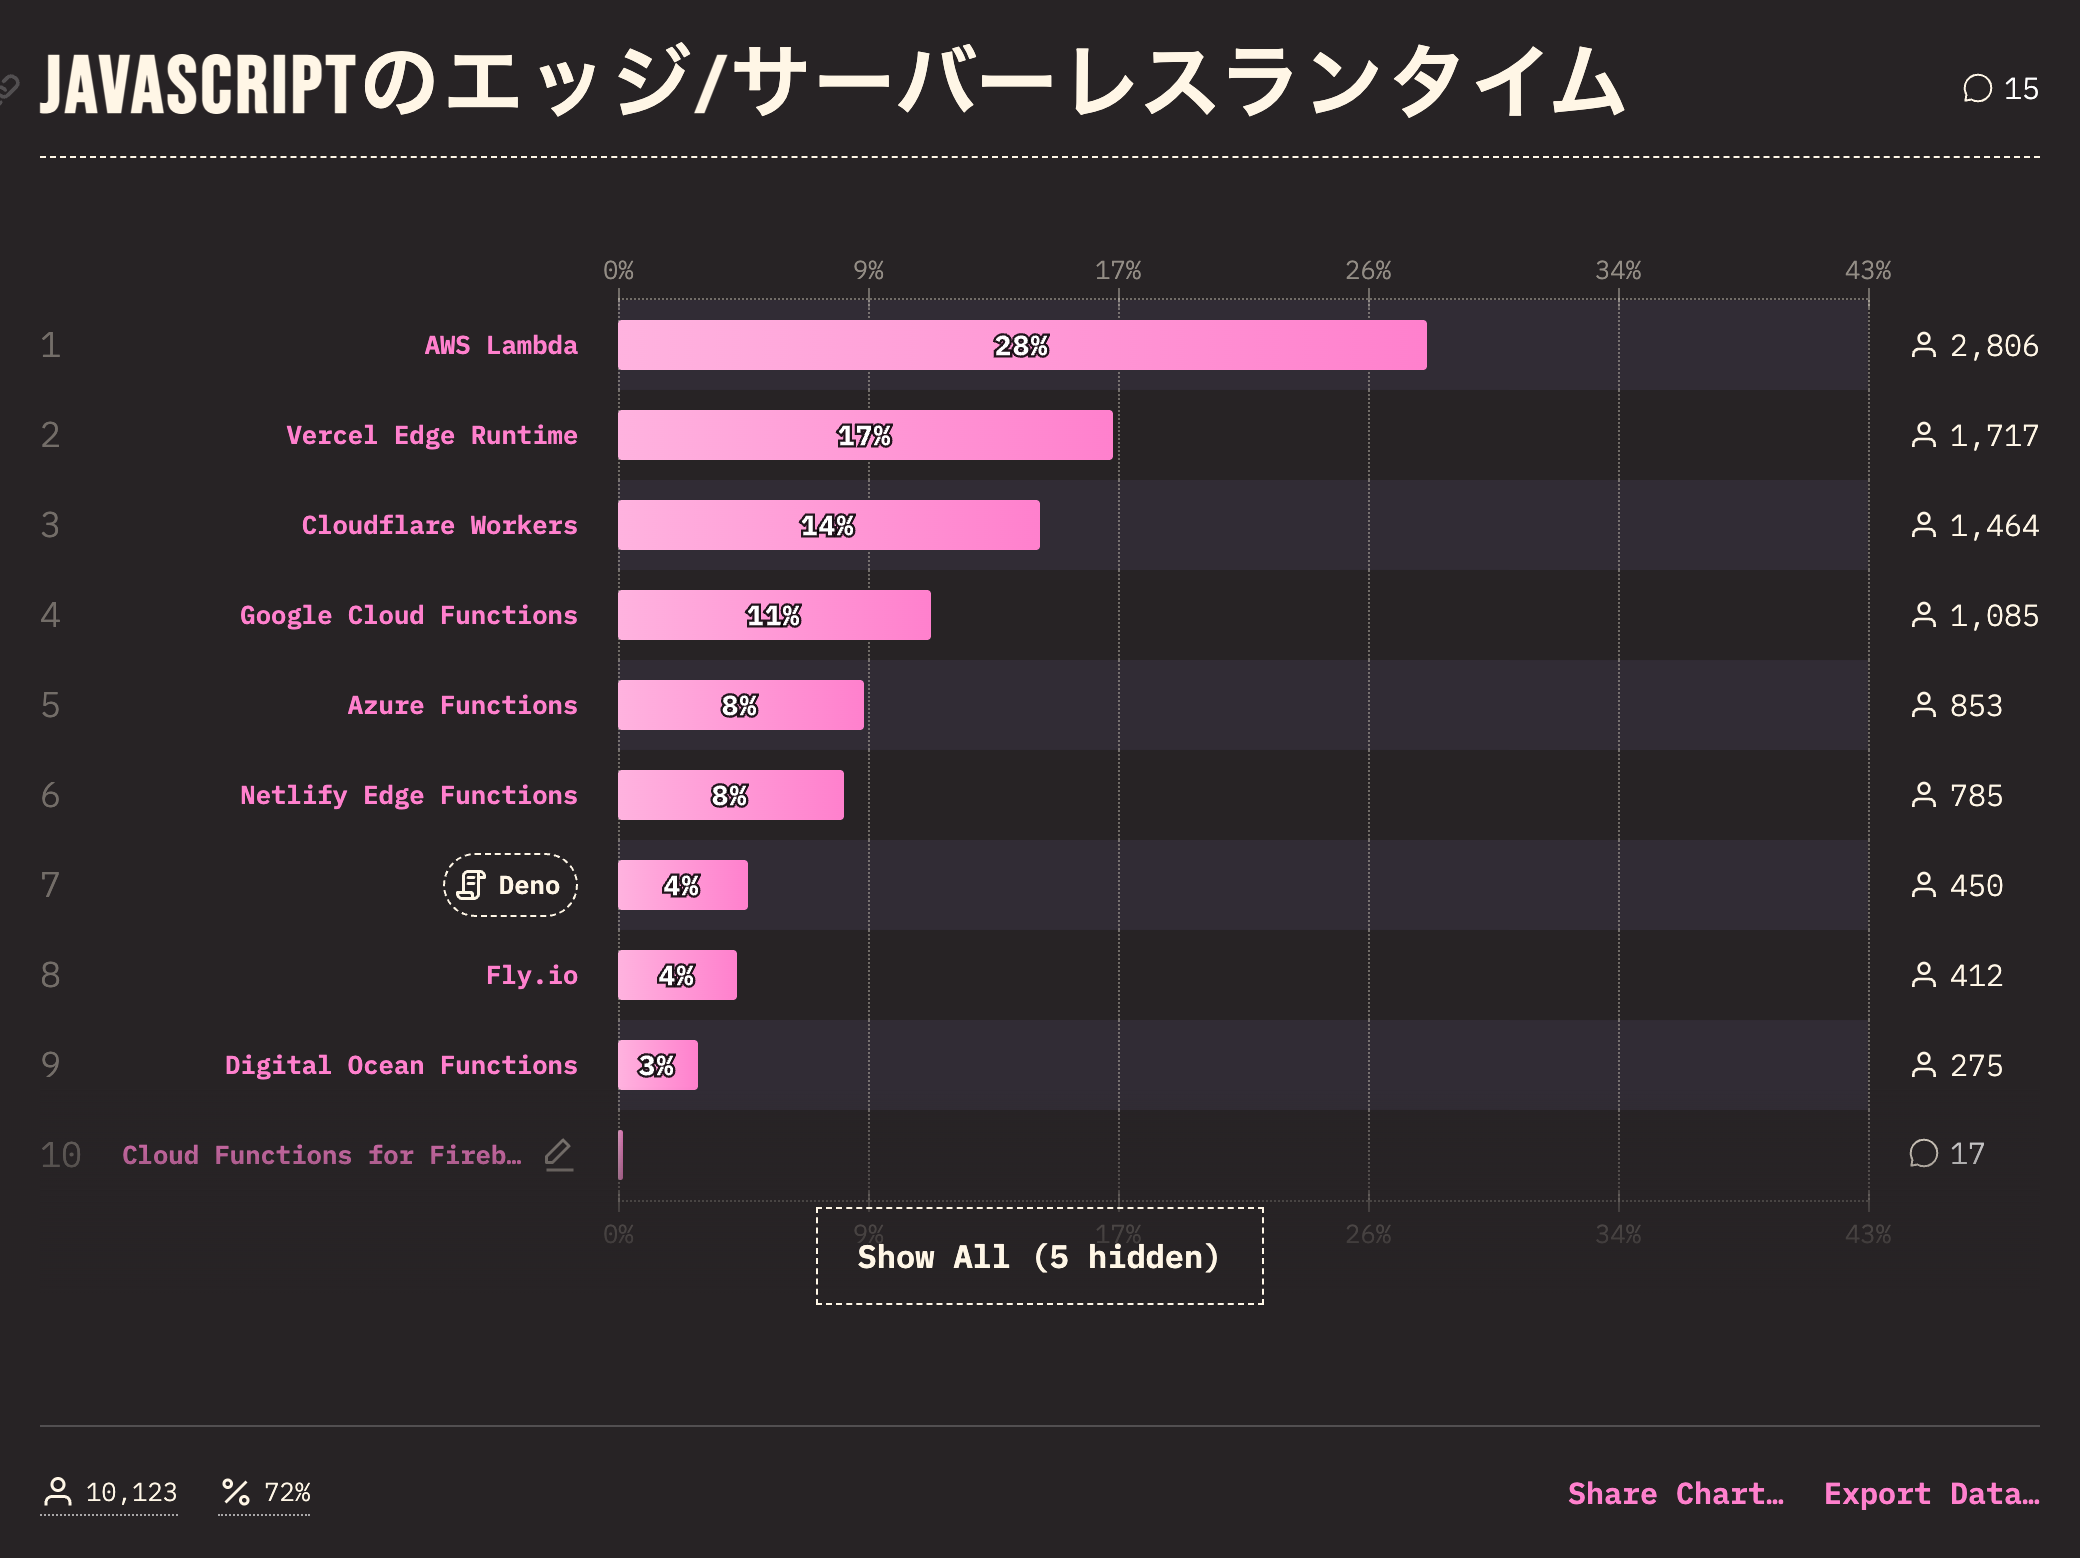 JAVASCRIPTのエッジ/サーバーレスランタイム
15
0% 9% 17% 26% 34% 43%
1 AWS Lambda 28% 2,806
2 Vercel Edge Runtime 17% 1,717
3 Cloudflare Workers 14% 1,464
4 Google Cloud Functions 11% 1,085
5 Azure Functions 8% 853
6 Netlify Edge Functions 8% 785
7 Deno 4% 450
8 Fly.io 4% 412
9 Digital Ocean Functions 3% 275
10 Cloud Functions for Fireb… 17
0% 9% 17% 26% 34% 43%
Show All (5 hidden)
10,123 72% Share Chart… Export Data…